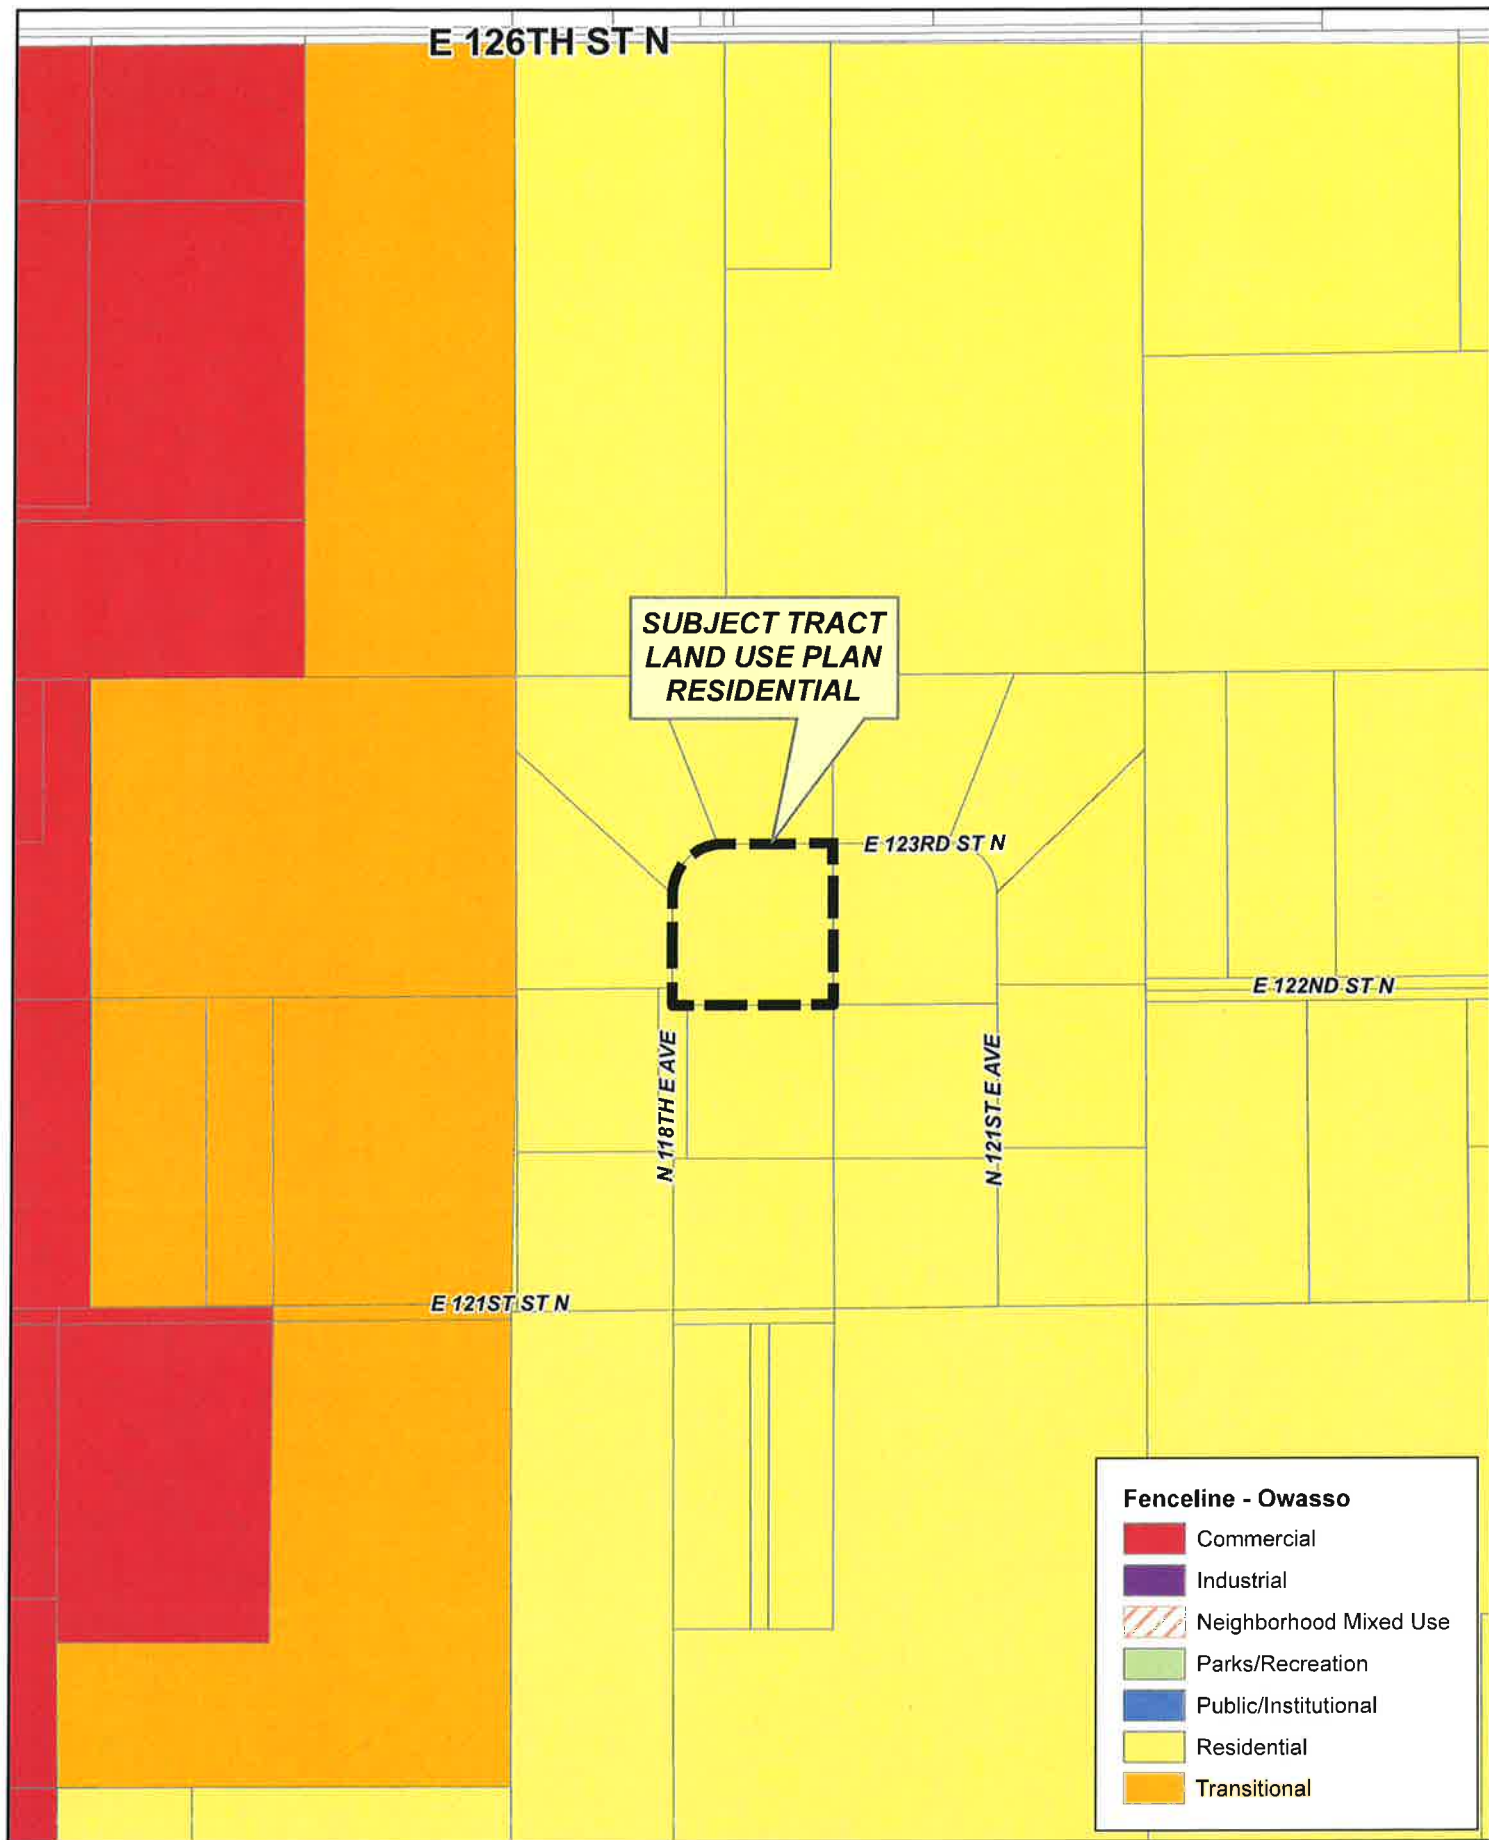 E 126TH ST N
SUBJECT TRACT
LAND USE PLAN
RESIDENTIAL
E 123RD ST N
E 122ND ST N
N 118TH E AVE
N 121ST E AVE
E 121ST ST N
Fenceline - Owasso
Commercial
Industrial
Neighborhood Mixed Use
Parks/Recreation
Public/Institutional
Residential
Transitional